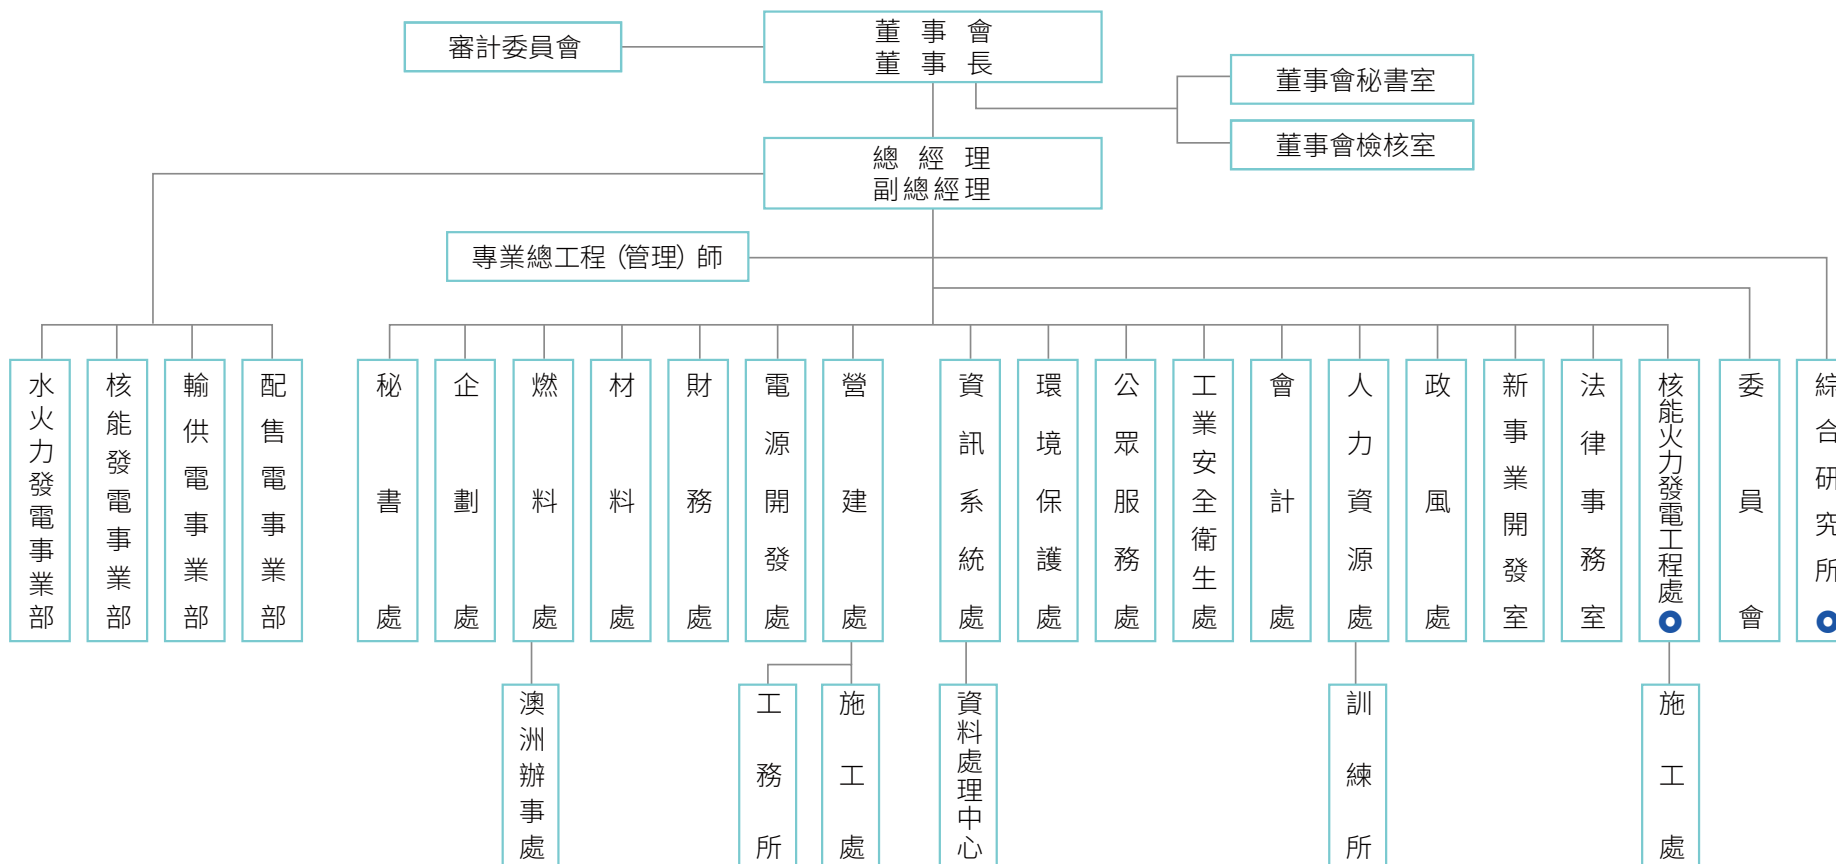 審計委員會
董事會
董事長
董事會秘書室
董事會檢核室
總經理
副總經理
專業總工程（管理）師
水火力發電事業部
核能發電事業部
輸供電事業部
配售電事業部
秘書處
企劃處
燃料處
材料處
財務處
電源開發處
營建處
資訊系統處
環境保護處
公眾服務處
工業安全衛生處
會計處
人力資源處
政風處
新事業開發室
法律事務室
核能火力發電工程處
委員會
綜合研究所
澳洲辦事處
工務所
施工處
資料處理中心
訓練所
施工處